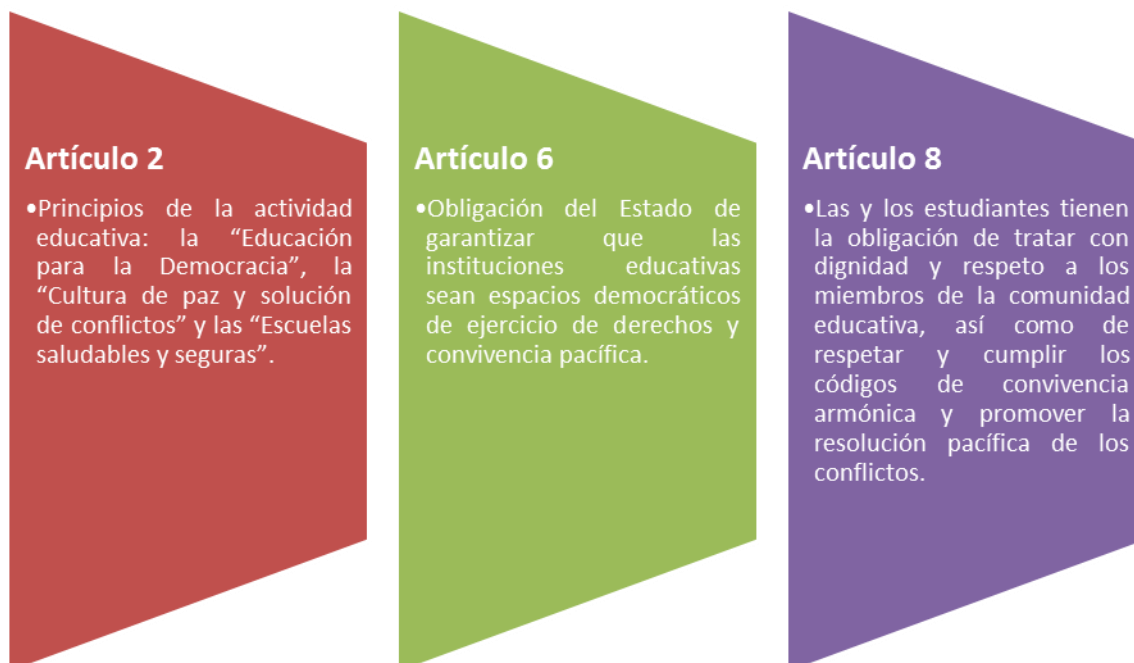 Artículo 2
•Principios de la actividad
educativa: la “Educación
para la Democracia”, la
“Cultura de paz y solución
de conflictos” y las “Escuelas
saludables y seguras”.
Artículo 6
•Obligación del Estado de
garantizar que las
instituciones educativas
sean espacios democráticos
de ejercicio de derechos y
convivencia pacífica.
Artículo 8
•Las y los estudiantes tienen
la obligación de tratar con
dignidad y respeto a los
miembros de la comunidad
educativa, así como de
respetar y cumplir los
códigos de convivencia
armónica y promover la
resolución pacífica de los
conflictos.